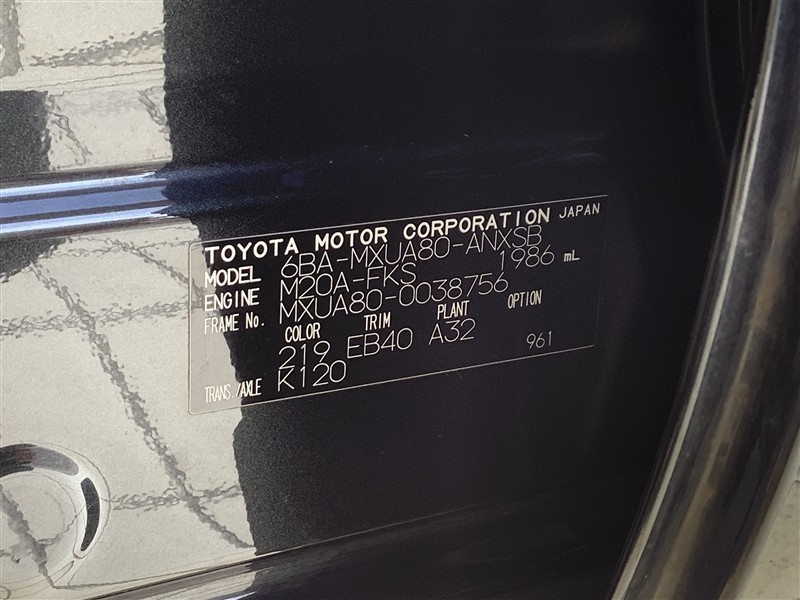 TOYOTA MOTOR CORPORATION JAPAN
MODEL 6BA-MXUA80-ANXSB
ENGINE M20A-FKS 1986 mL
FRAME No. MXUA80-0038756
COLOR TRIM PLANT OPTION
219 EB40 A32 961
TRANS./AXLE K120